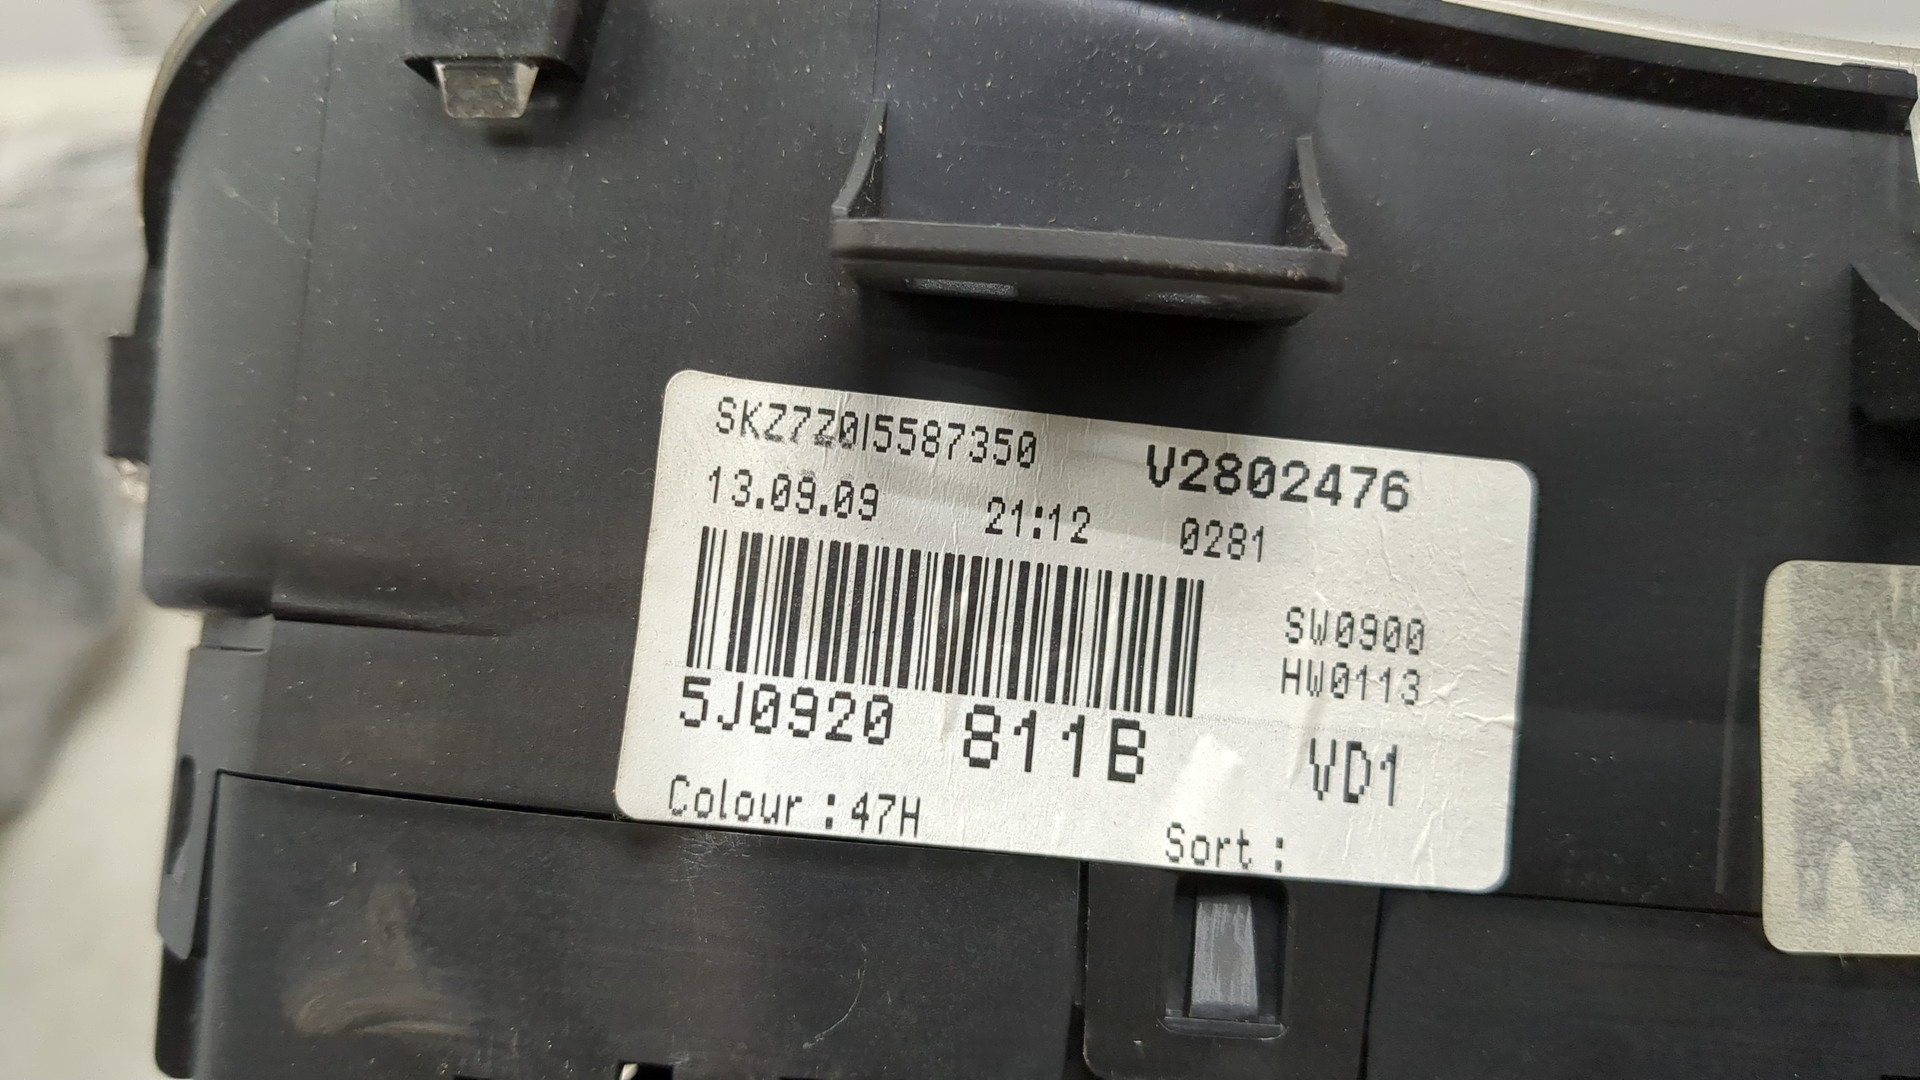 SKZ7Z0I5587350 V2802476
13.09.09 21:12 0281
SW0900
HW0113
5J0920 811B VD1
Colour : 47H Sort :